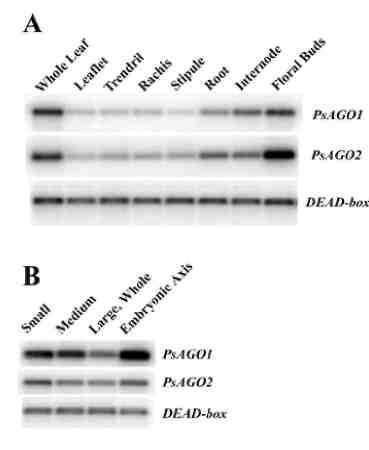 A
Whole Leaf
Leaflet
Trendril
Rachis
Stipule
Root
Internode
Floral Buds
PsAGO1
PsAGO2
DEAD-box
B
Small
Medium
Large, Whole
Embryonic Axis
PsAGO1
PsAGO2
DEAD-box